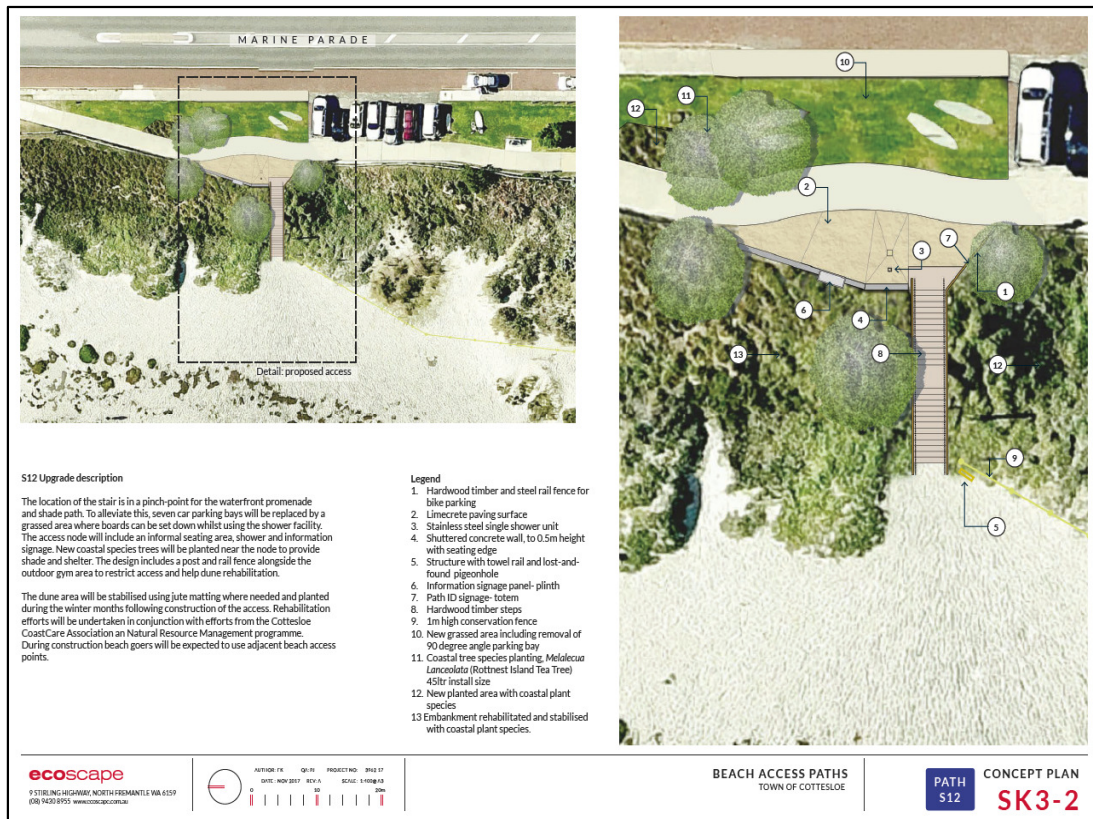 MARINE PARADE
Detail: proposed access
10
11
12
2
7
3
1
6
4
13
8
12
9
5
S12 Upgrade description
The location of the stair is in a pinch-point for the waterfront promenade
and shade path. To alleviate this, seven car parking bays will be replaced by a
grassed area where boards can be set down whilst using the shower facility.
The access node will include an informal seating area, shower and information
signage. New coastal species trees will be planted near the node to provide
shade and shelter. The design includes a post and rail fence alongside the
outdoor gym area to restrict access and help dune rehabilitation.
The dune area will be stabilised using jute matting where needed and planted
during the winter months following construction of the access. Rehabilitation
efforts will be undertaken in conjunction with efforts from the Cottesloe
CoastCare Association an Natural Resource Management programme.
During construction beach goers will be expected to use adjacent beach access
points.
Legend
1. Hardwood timber and steel rail fence for
bike parking
2. Limecrete paving surface
3. Stainless steel single shower unit
4. Shuttered concrete wall, to 0.5m height
with seating edge
5. Structure with towel rail and lost-and-
found pigeonhole
6. Information signage panel- plinth
7. Path ID signage- totem
8. Hardwood timber steps
9. 1m high conservation fence
10. New grassed area including removal of
90 degree angle parking bay
11. Coastal tree species planting, Melalecua
Lanceolata (Rottnest Island Tea Tree)
45ltr install size
12. New planted area with coastal plant
species
13 Embankment rehabilitated and stabilised
with coastal plant species.
ecoscape
9 STIRLING HIGHWAY, NORTH FREMANTLE WA 6159
(08) 9430 8955 www.ecoscape.com.au
AUTHOR: QA: PROJECT NO:
DATE: NOV 2017 REV: A SCALE:
0 10 20m
BEACH ACCESS PATHS
TOWN OF COTTESLOE
PATH
S12
CONCEPT PLAN
SK3-2